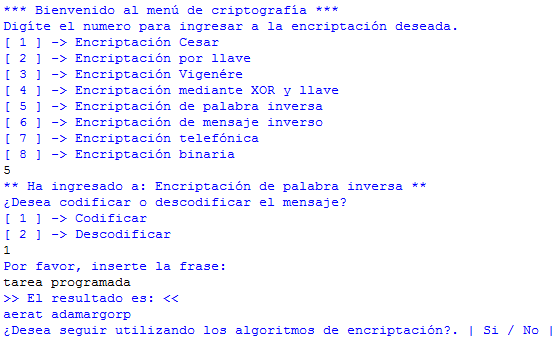 *** Bienvenido al menú de criptografía ***
Digíte el numero para ingresar a la encriptación deseada.
[ 1 ] -> Encriptación Cesar
[ 2 ] -> Encriptación por llave
[ 3 ] -> Encriptación Vigenére
[ 4 ] -> Encriptación mediante XOR y llave
[ 5 ] -> Encriptación de palabra inversa
[ 6 ] -> Encriptación de mensaje inverso
[ 7 ] -> Encriptación telefónica
[ 8 ] -> Encriptación binaria
5
** Ha ingresado a: Encriptación de palabra inversa **
¿Desea codificar o descodificar el mensaje?
[ 1 ] -> Codificar
[ 2 ] -> Descodificar
1
Por favor, inserte la frase:
tarea programada
>> El resultado es: <<
aerat adamargorp
¿Desea seguir utilizando los algoritmos de encriptación?. | Si / No |